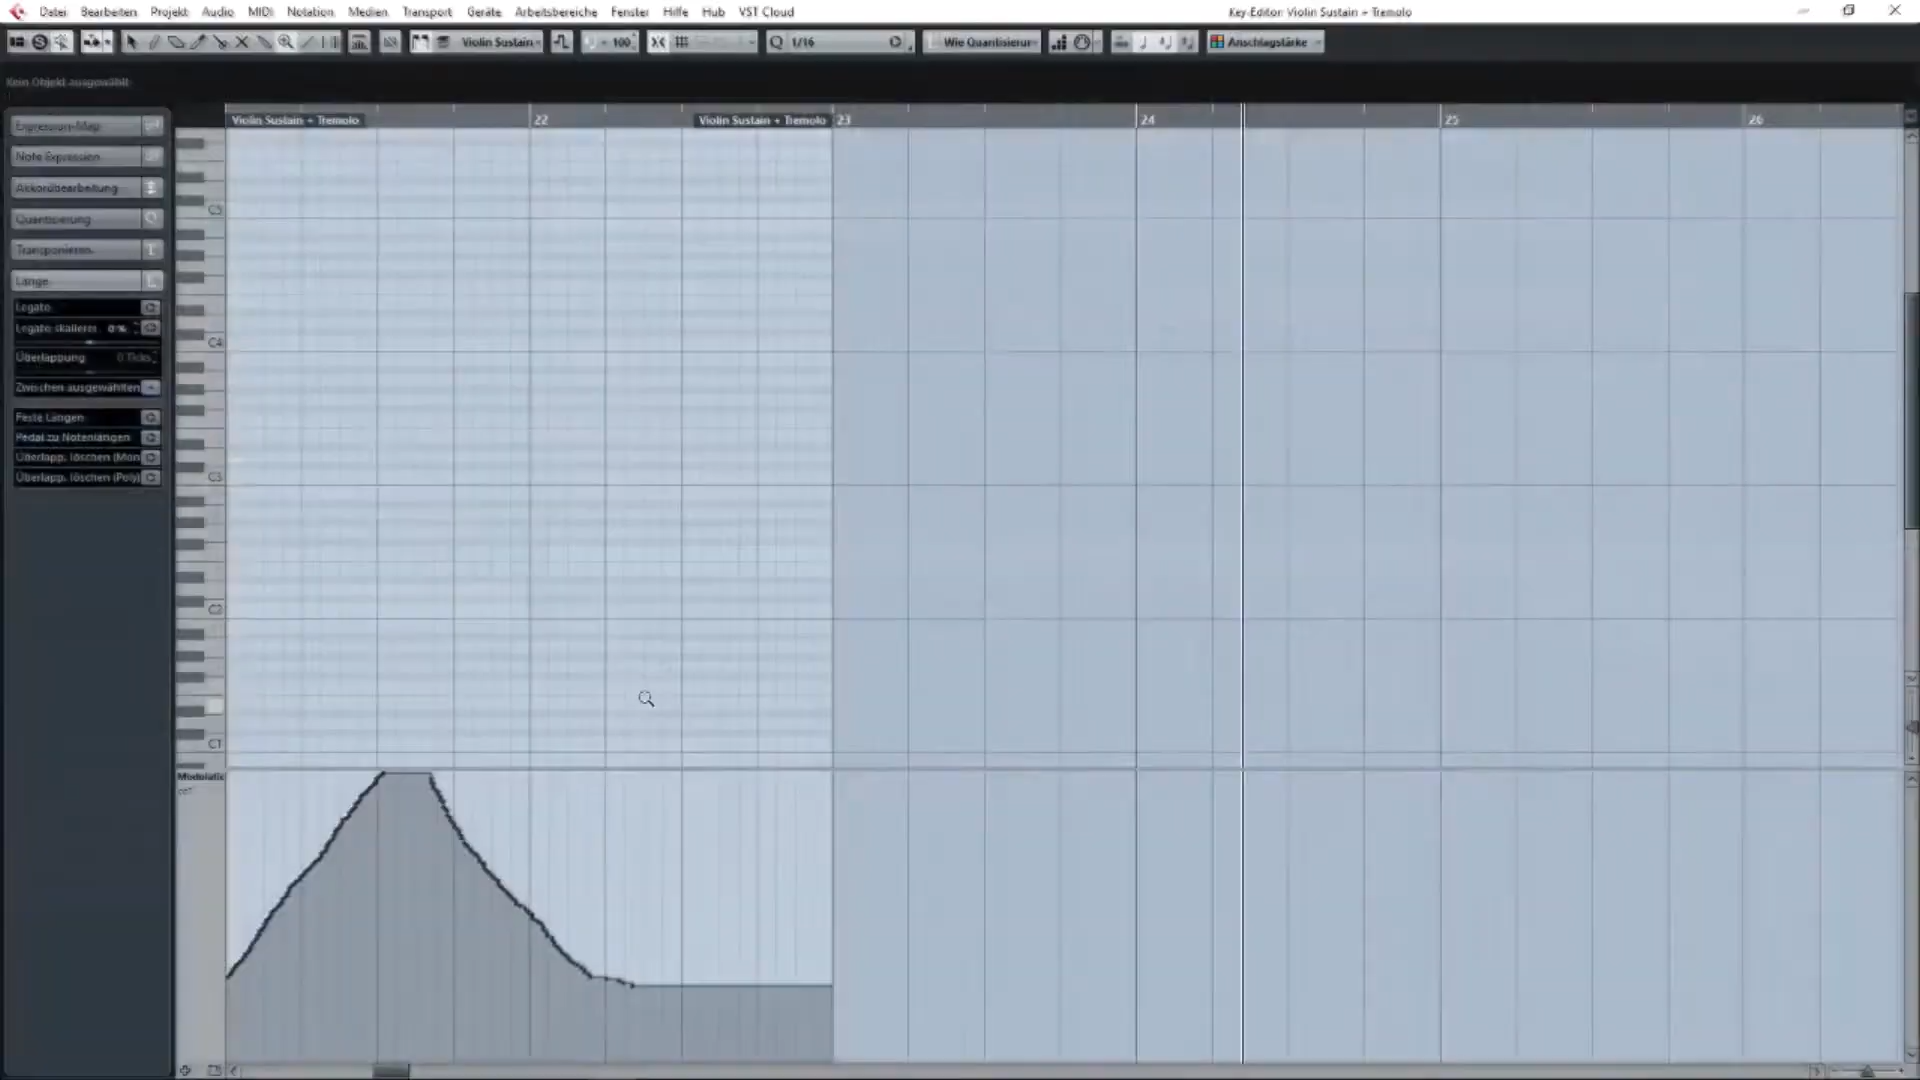 Datei Bearbeiten Projekt Audio MIDI Notation Medien Transport Geräte Arbeitsbereiche Fenster Hilfe Hub VST Cloud Key-Editor: Violin Sustain + Tremolo
Violin Sustain 100 Q 1/16 Wie Quantisierun Anschlagstärke
Kein Objekt ausgewählt
Violin Sustain + Tremolo 22 Violin Sustain + Tremolo 23 24 25 26
Expression-Map
Note Expression
Akkordbearbeitung
Quantisierung
Transponieren
Länge
Legato
Legato skalieren 0 %
Überlappung 0 Ticks
Zwischen ausgewählten
Feste Längen
Pedal zu Notenlängen
Überlapp. löschen (Mon
Überlapp. löschen (Poly)
C5
C4
C3
C2
C1
Modulatio